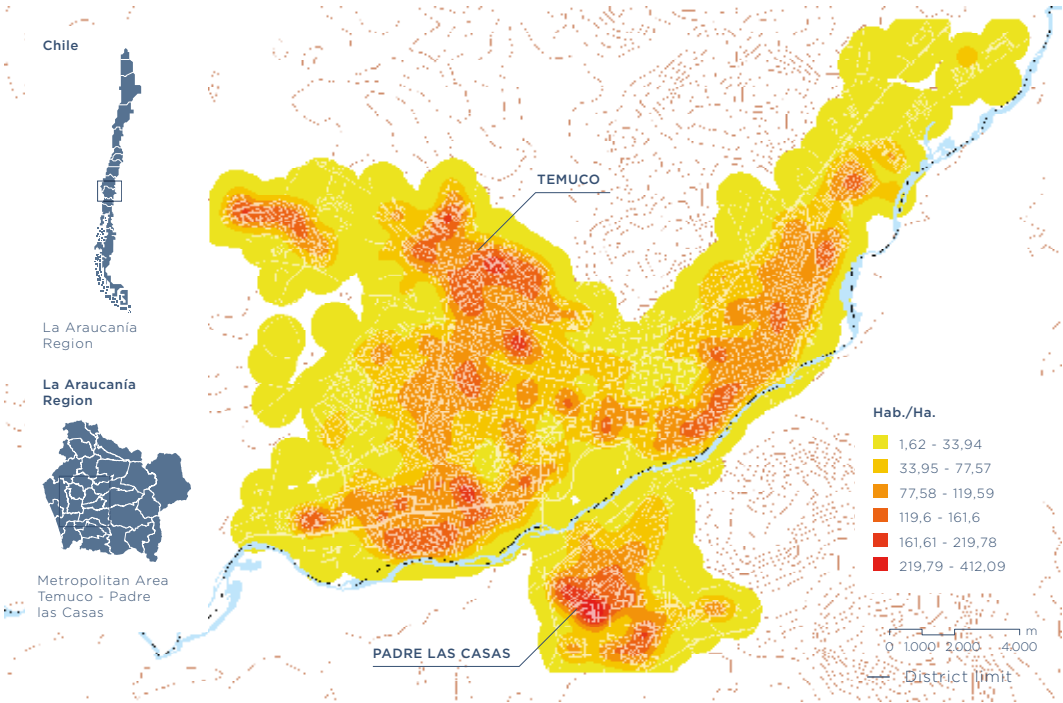 Chile
La Araucanía
Region
La Araucanía
Region
Metropolitan Area
Temuco - Padre
las Casas
TEMUCO
PADRE LAS CASAS
Hab./Ha.
1,62 - 33,94
33,95 - 77,57
77,58 - 119,59
119,6 - 161,6
161,61 - 219,78
219,79 - 412,09
m
0 1.000 2.000 4.000
District limit